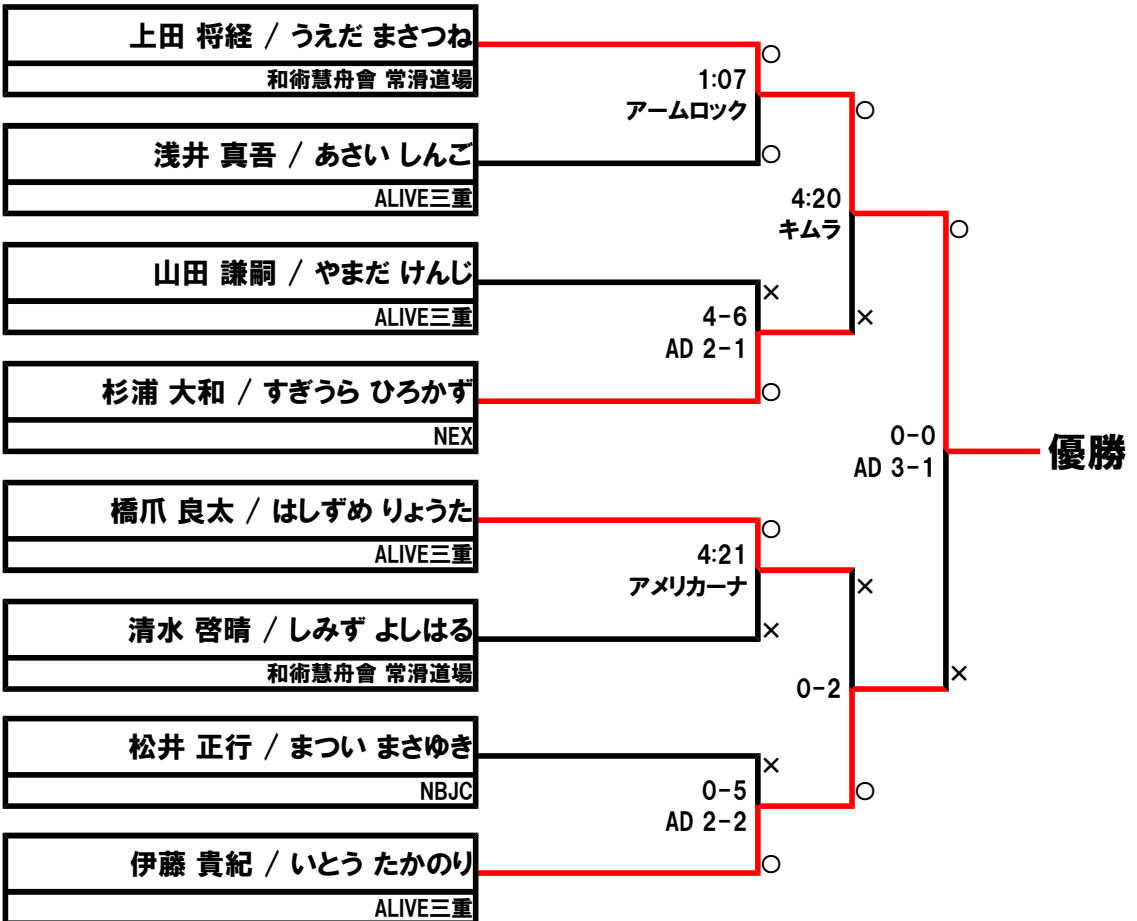 上田 将経 / うえだ まさつね
和術慧舟會 常滑道場
○
1:07
アームロック
○
○
浅井 真吾 / あさい しんご
ALIVE三重
4:20
キムラ
○
山田 謙嗣 / やまだ けんじ
ALIVE三重
×
×
4-6
AD 2-1
杉浦 大和 / すぎうら ひろかず
NEX
○
0-0
AD 3-1
優勝
橋爪 良太 / はしずめ りょうた
ALIVE三重
○
4:21
アメリカーナ
×
清水 啓晴 / しみず よしはる
和術慧舟會 常滑道場
×
×
0-2
松井 正行 / まつい まさゆき
NBJC
×
0-5
AD 2-2
○
伊藤 貴紀 / いとう たかのり
ALIVE三重
○